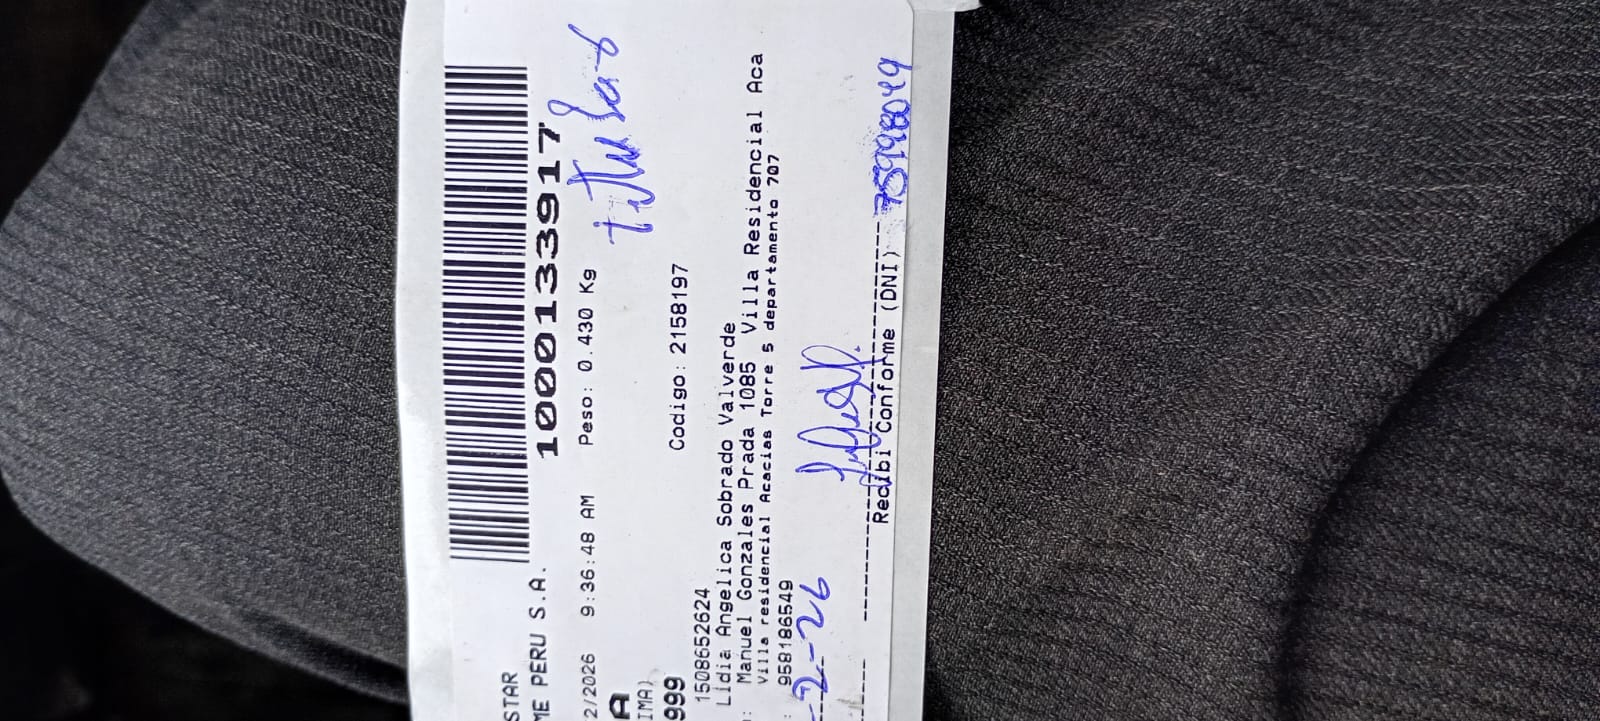 STAR
ME PERU S.A.
1000133917
2/2026 9:36:48 AM Peso: 0.430 Kg
A
IMA)
999 Codigo: 2158197
1508652624
Lidia Angelica Sobrado Valverde
Manuel Gonzales Prada 1085 Villa Residencial Aca
Villa residencial Acacias Torre 5 departamento 707
958186549
-2-26
Recibi Conforme (DNI)